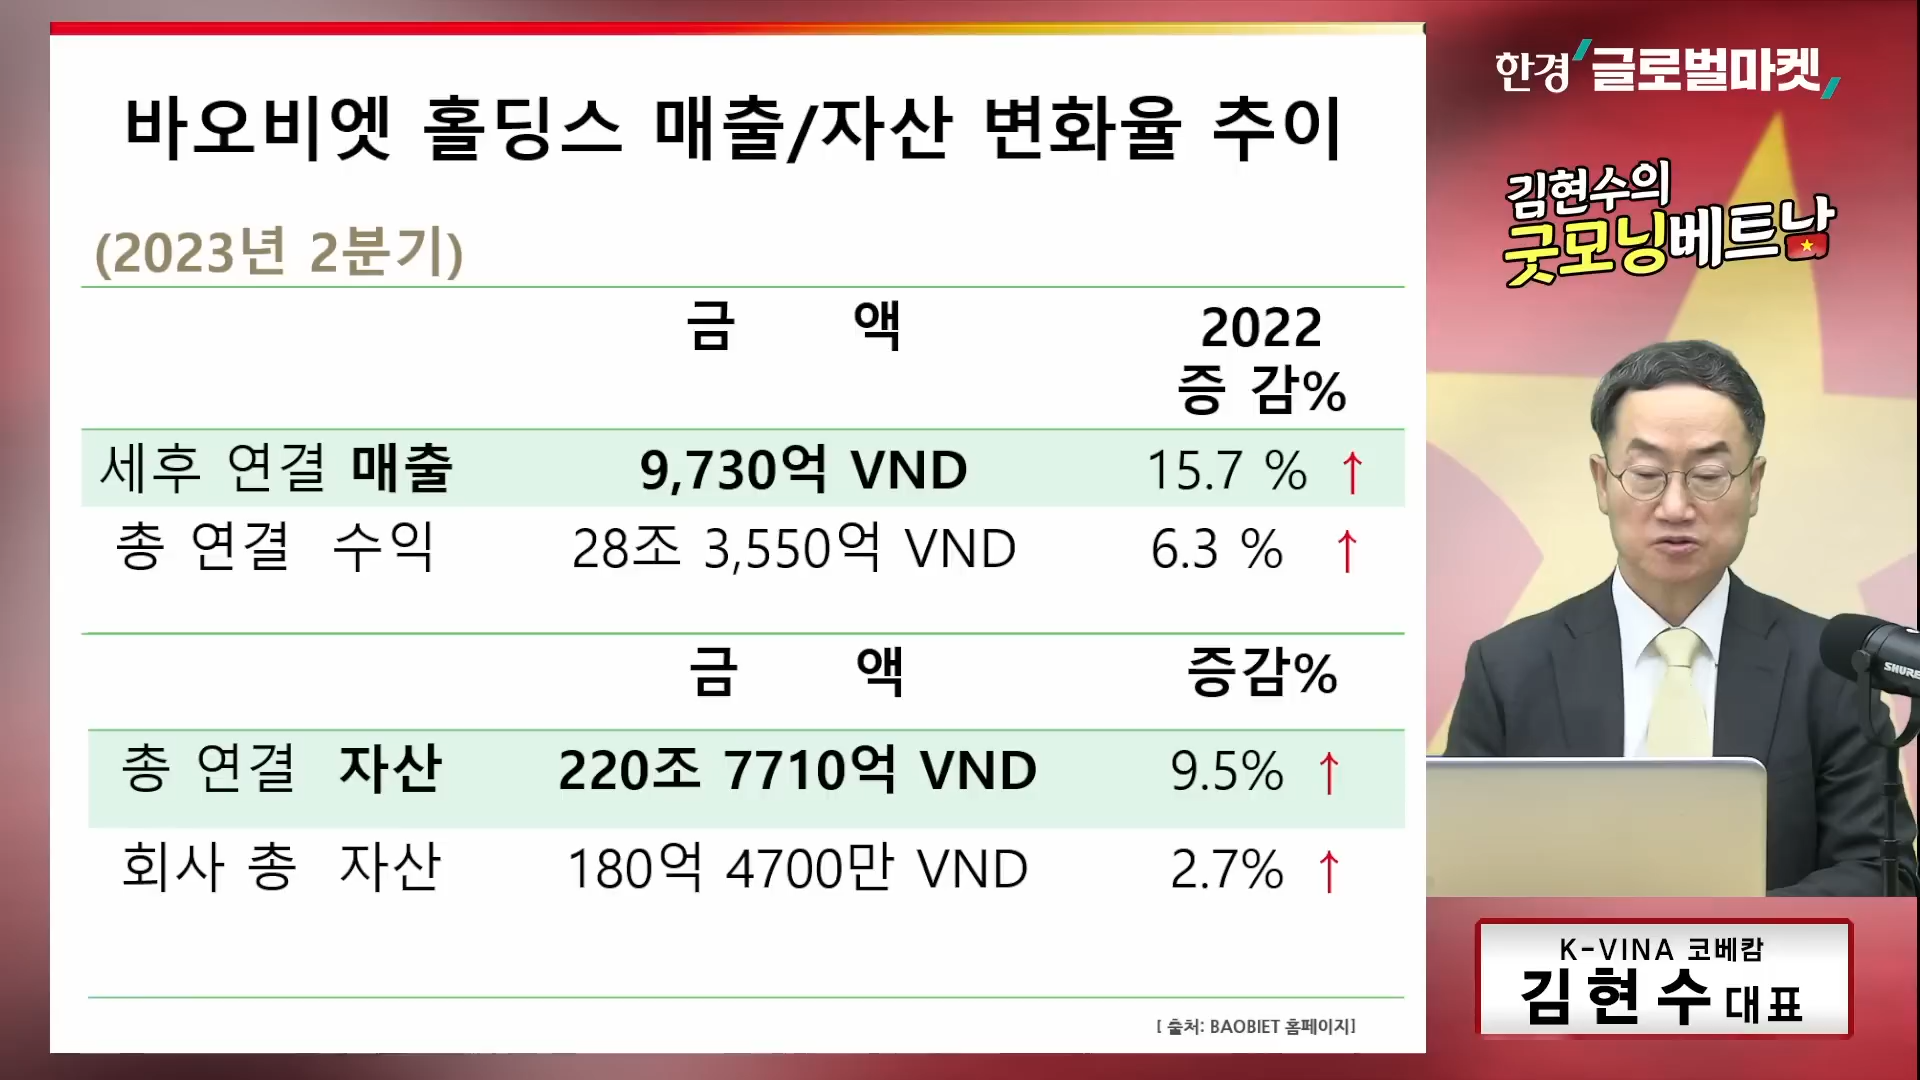 바오비엣 홀딩스 매출/자산 변화율 추이
(2023년 2분기)
금 액 2022
증 감%
세후 연결 매출 9,730억 VND 15.7 % ↑
총 연결 수익 28조 3,550억 VND 6.3 % ↑
금 액 증감%
총 연결 자산 220조 7710억 VND 9.5% ↑
회사 총 자산 180억 4700만 VND 2.7% ↑
[ 출처: BAOBIET 홈페이지]
한경 글로벌마켓
김현수의
굿모닝베트남
SHURE
K-VINA 코베캄
김현수 대표